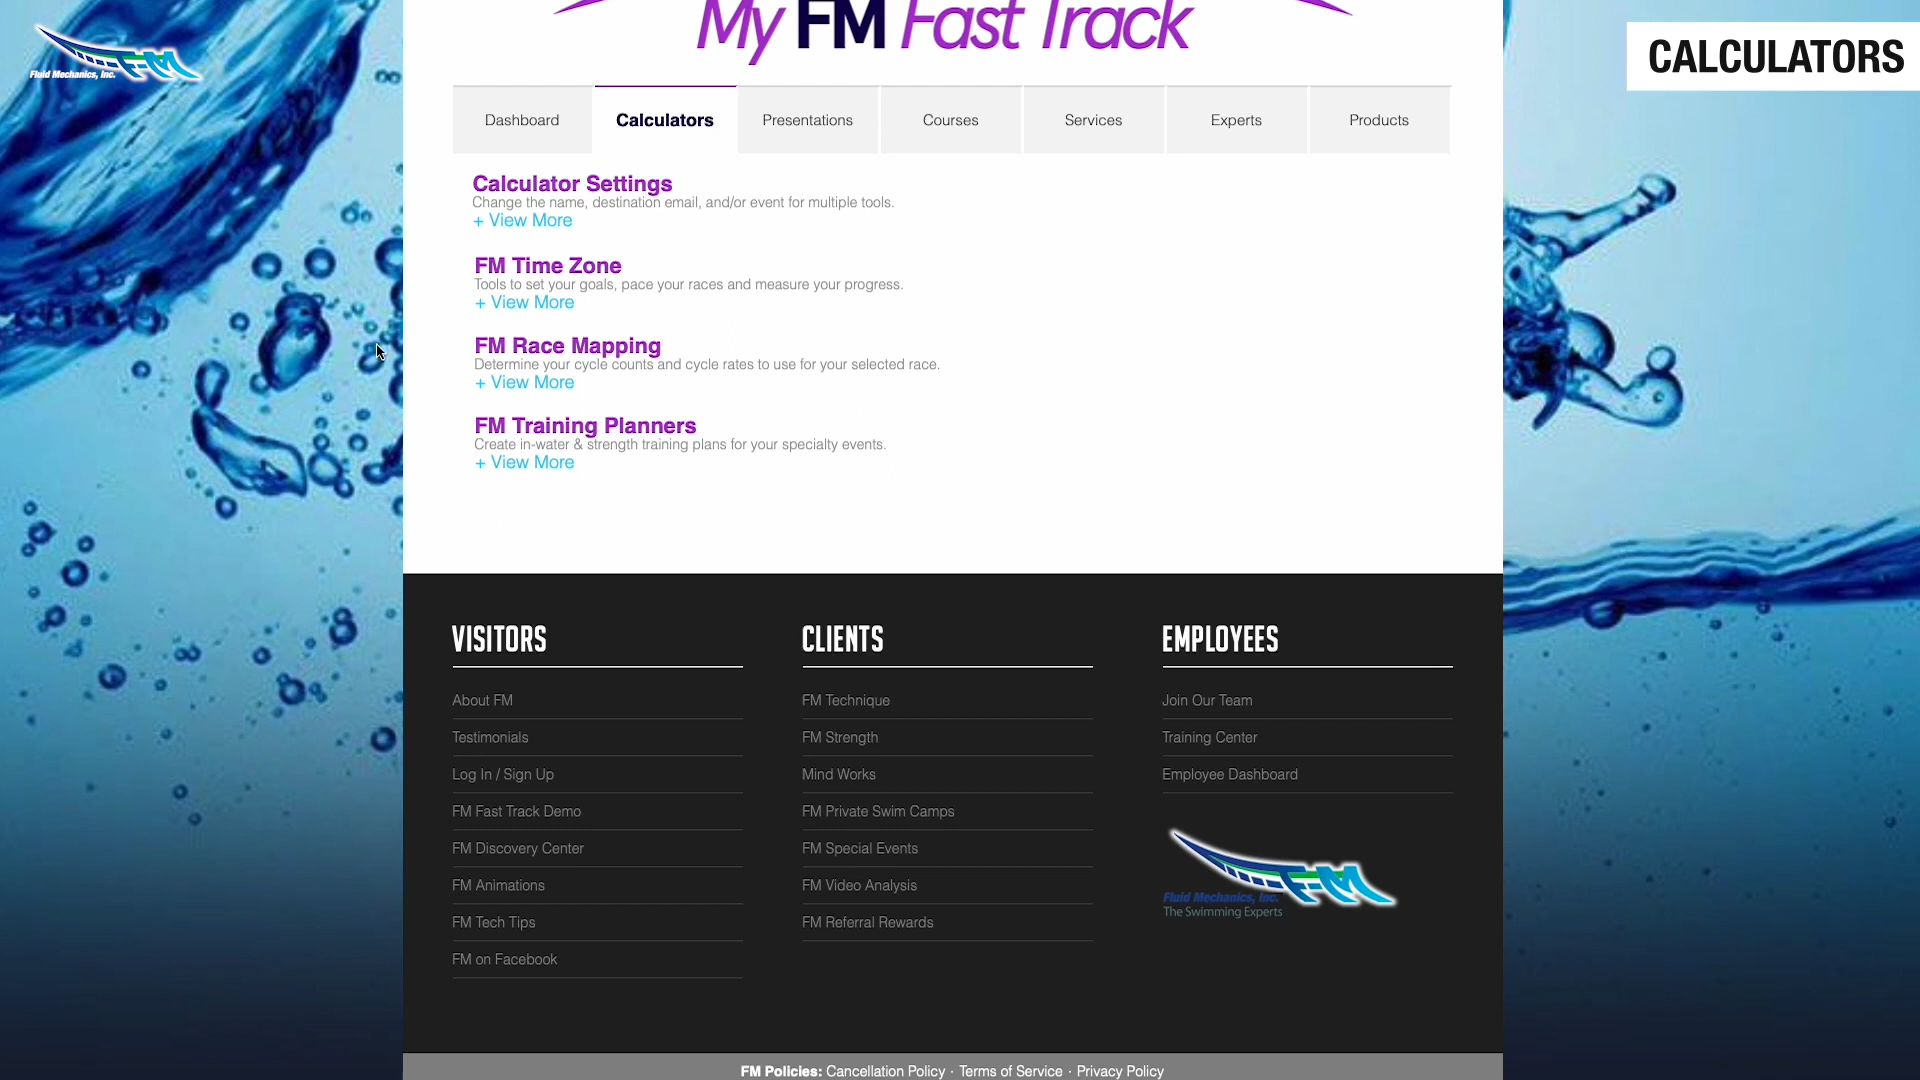 My FM Fast Track
Fluid Mechanics, Inc.
CALCULATORS
Dashboard
Calculators
Presentations
Courses
Services
Experts
Products
Calculator Settings
Change the name, destination email, and/or event for multiple tools.
+ View More
FM Time Zone
Tools to set your goals, pace your races and measure your progress.
+ View More
FM Race Mapping
Determine your cycle counts and cycle rates to use for your selected race.
+ View More
FM Training Planners
Create in-water & strength training plans for your specialty events.
+ View More
VISITORS
About FM
Testimonials
Log In / Sign Up
FM Fast Track Demo
FM Discovery Center
FM Animations
FM Tech Tips
FM on Facebook
CLIENTS
FM Technique
FM Strength
Mind Works
FM Private Swim Camps
FM Special Events
FM Video Analysis
FM Referral Rewards
EMPLOYEES
Join Our Team
Training Center
Employee Dashboard
FM
Fluid Mechanics, Inc.
The Swimming Experts
FM Policies: Cancellation Policy · Terms of Service · Privacy Policy